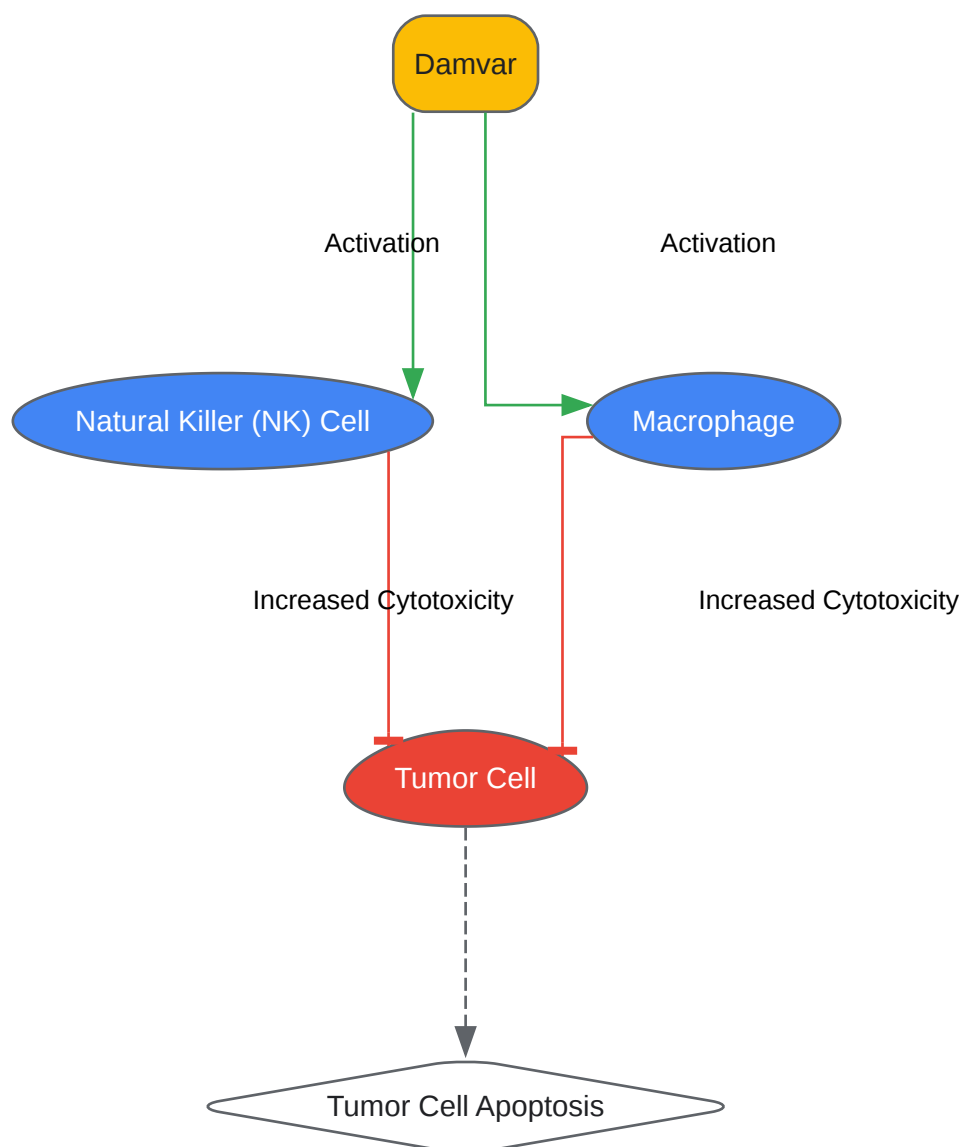 Damvar
Activation
Activation
Natural Killer (NK) Cell
Macrophage
Increased Cytotoxicity
Increased Cytotoxicity
Tumor Cell
Tumor Cell Apoptosis